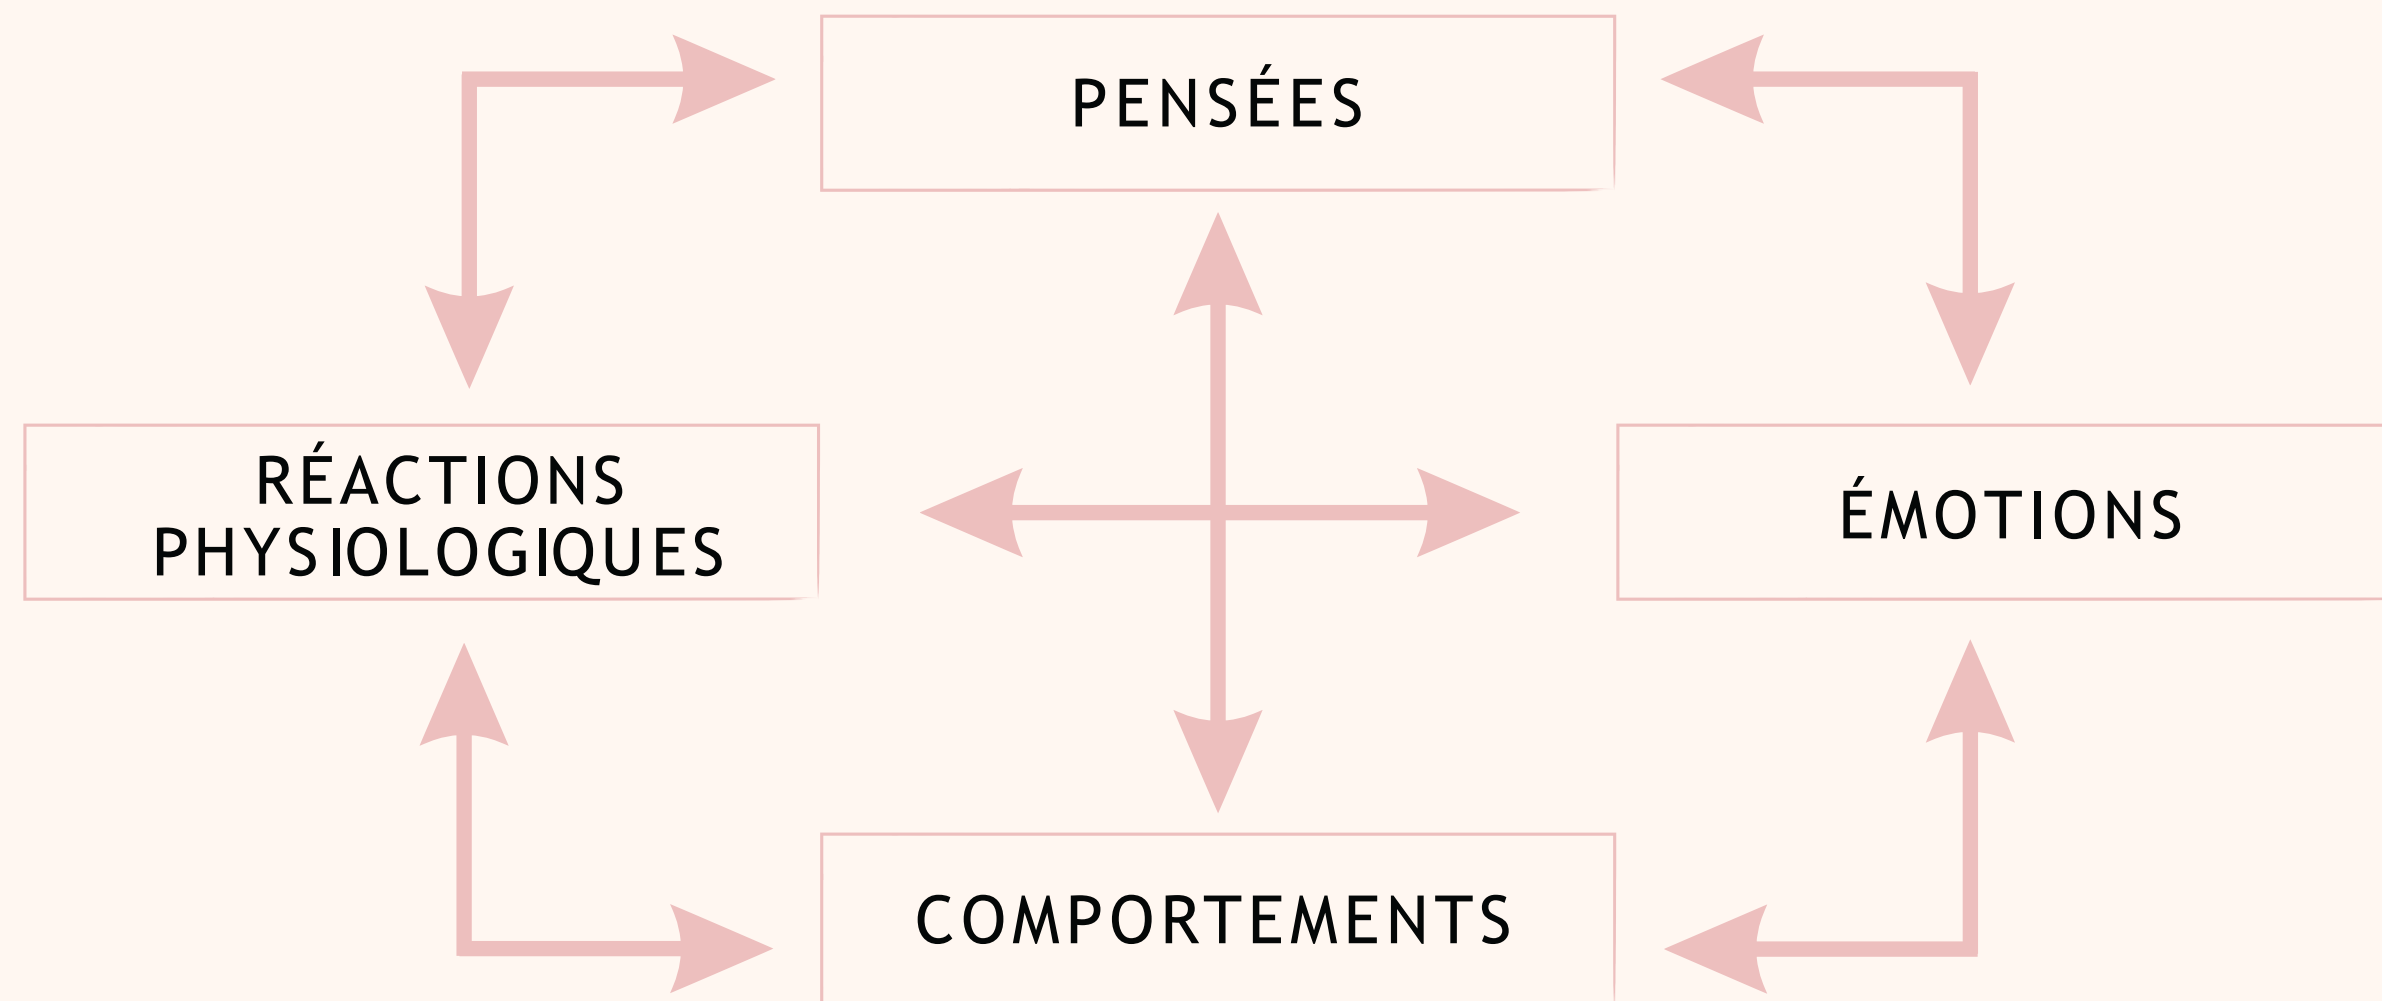 PENSÉES
RÉACTIONS
PHYSIOLOGIQUES
ÉMOTIONS
COMPORTEMENTS